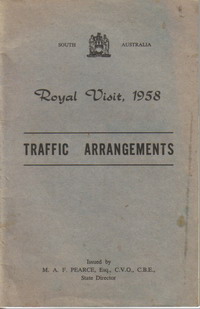 SOUTH AUSTRALIA
Royal Visit, 1958
TRAFFIC ARRANGEMENTS
Issued by
M. A. F. PEARCE, Esq., C.V.O., C.B.E.,
State Director